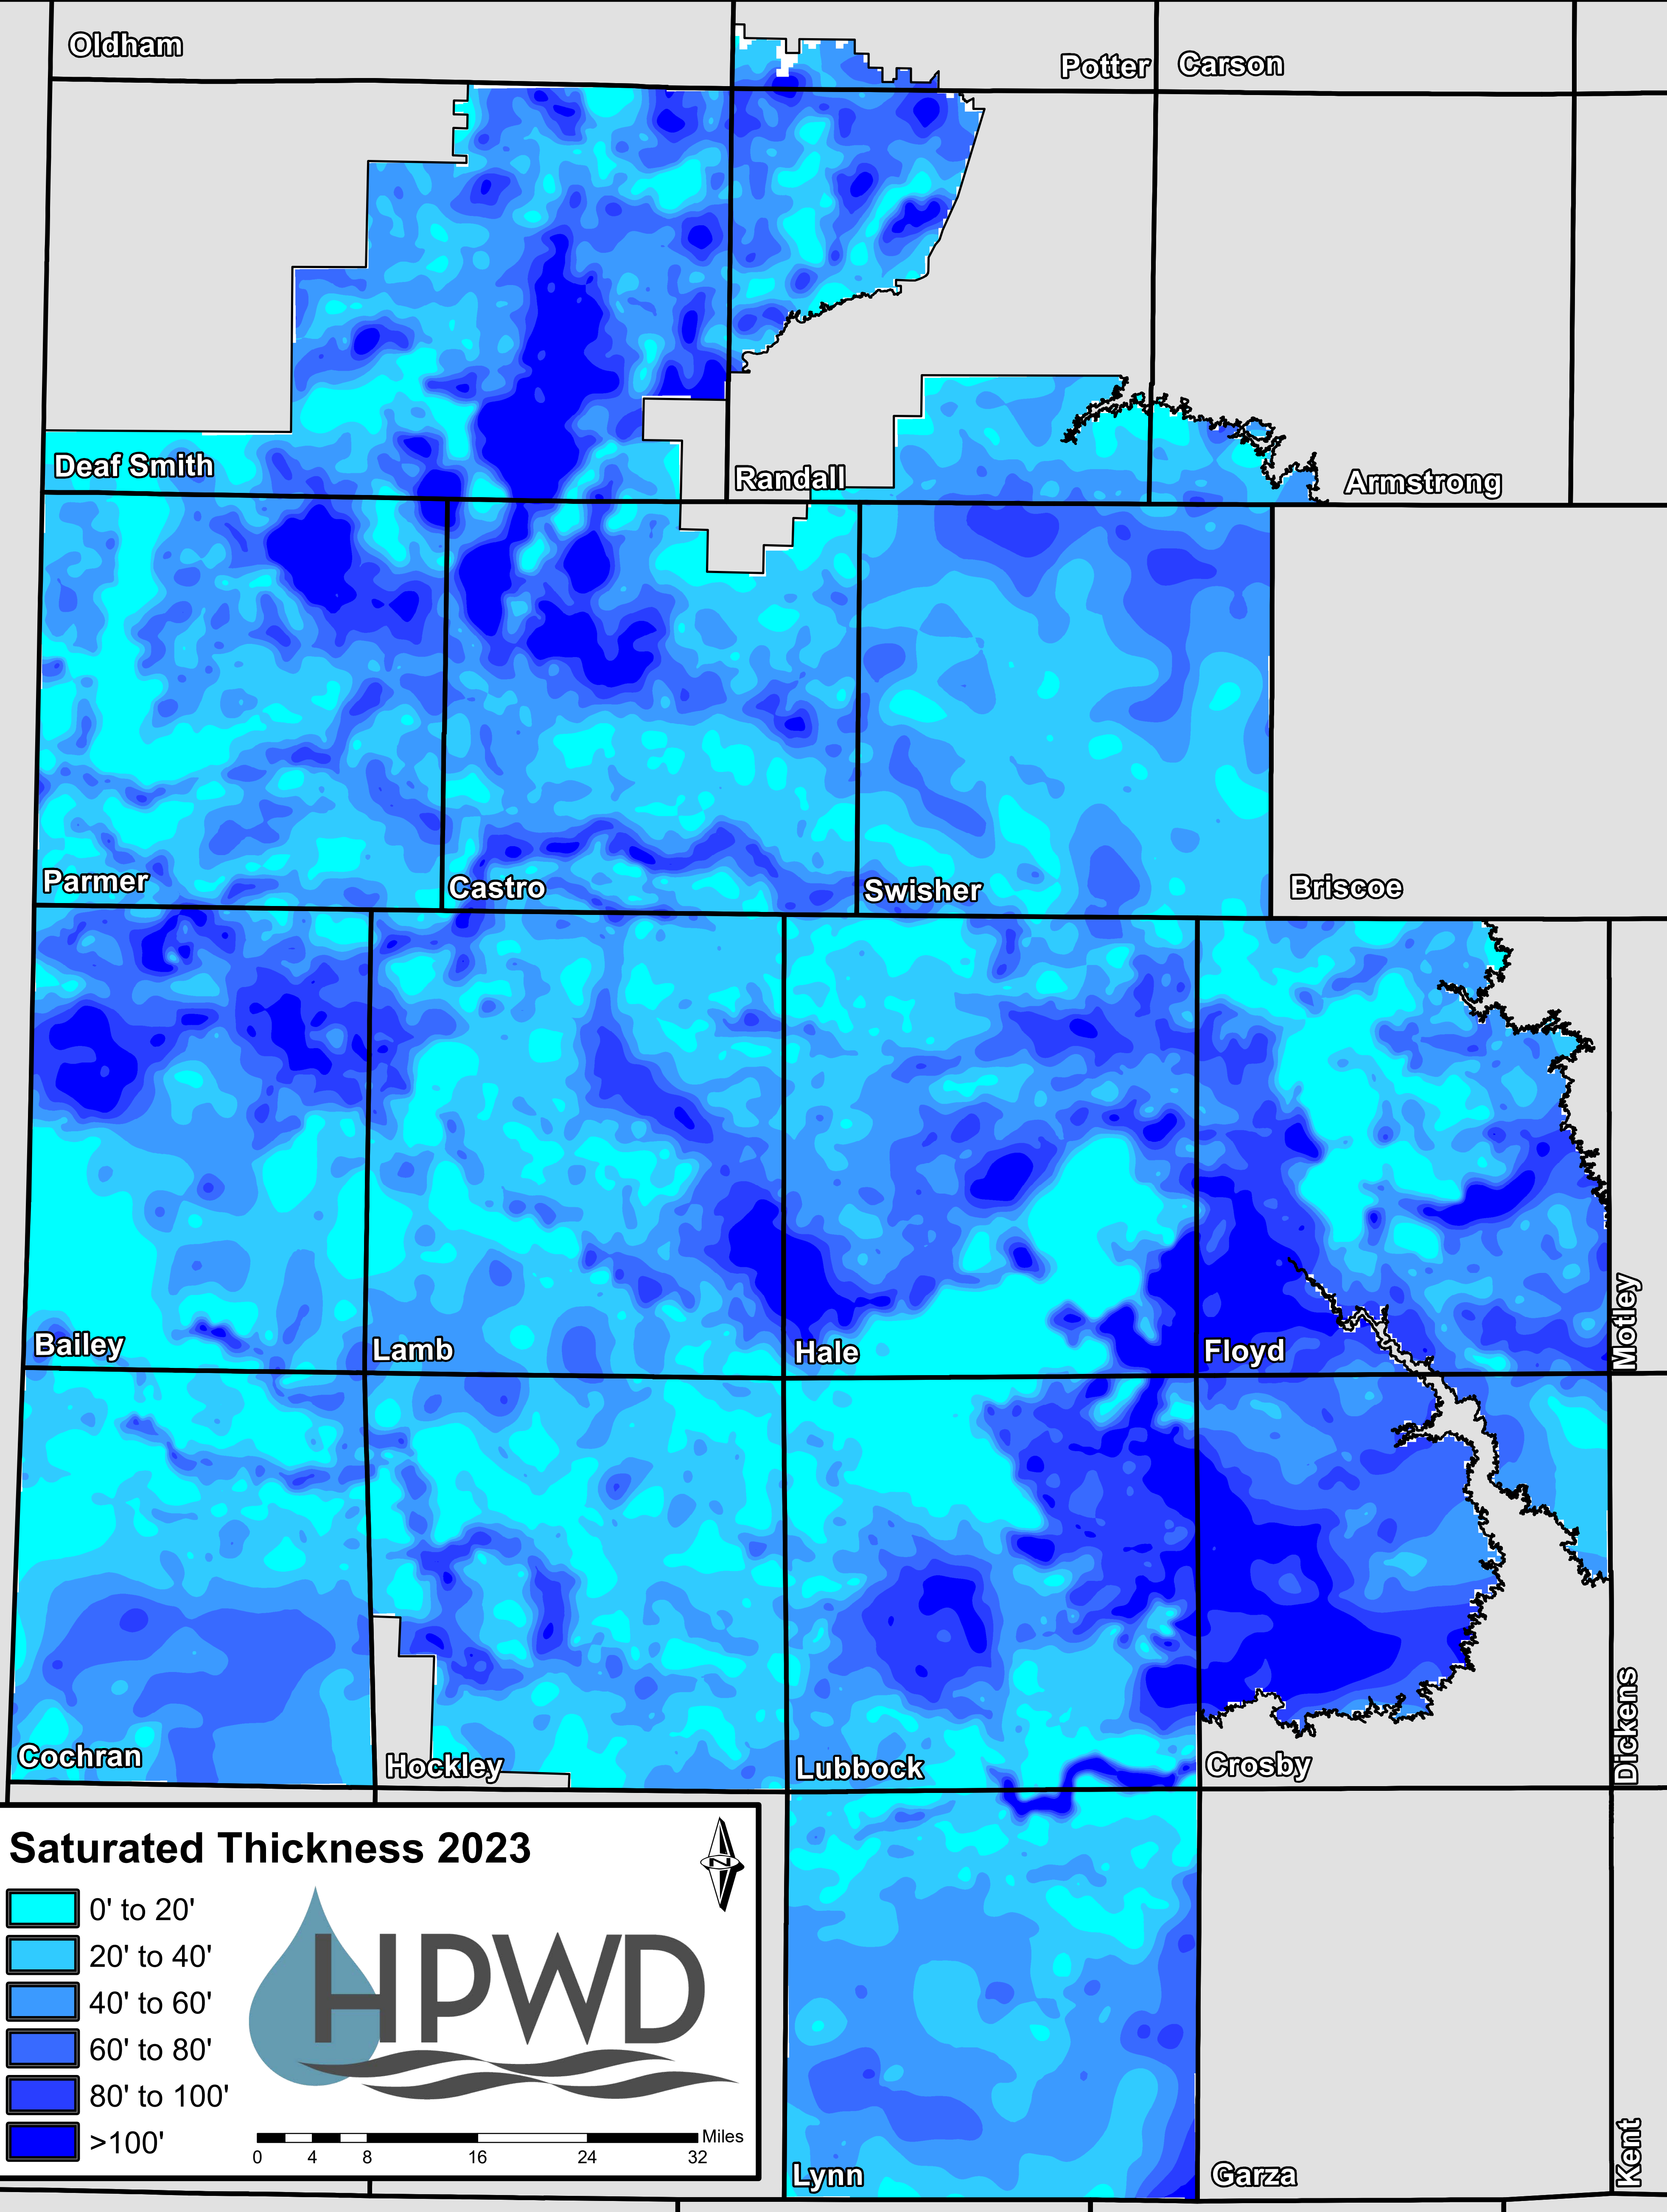 Oldham
Potter
Carson
Deaf Smith
Randall
Armstrong
Parmer
Castro
Swisher
Briscoe
Bailey
Lamb
Hale
Floyd
Motley
Cochran
Hockley
Lubbock
Crosby
Dickens
Saturated Thickness 2023
N
0' to 20'
20' to 40'
40' to 60'
60' to 80'
80' to 100'
>100'
HPWD
Miles
0 4 8 16 24 32
Lynn
Garza
Kent